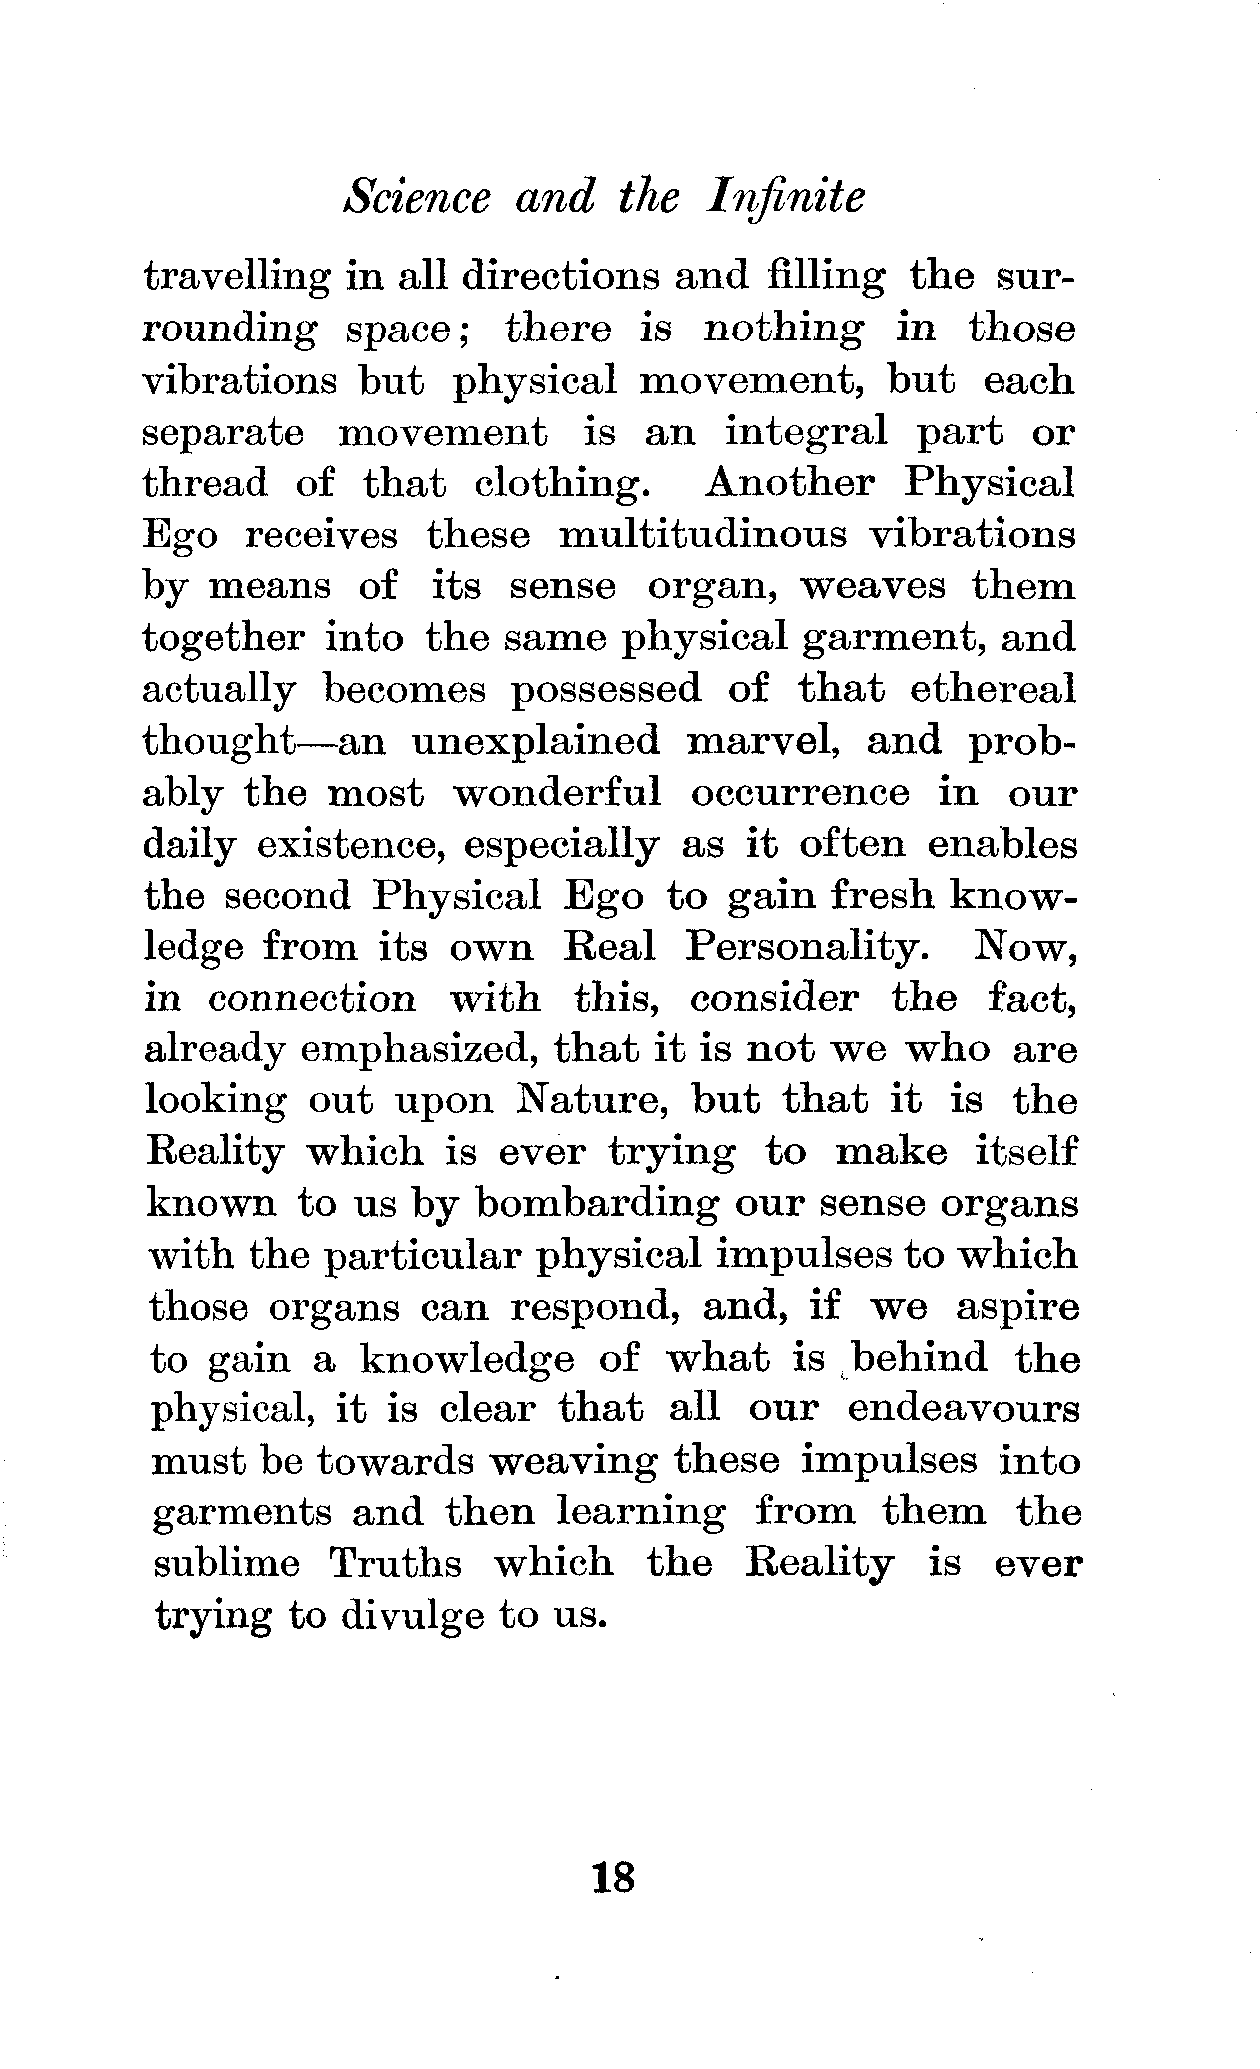 Science and the Infinite
travelling in all directions and filling the sur-
rounding space; there is nothing in those
vibrations but physical movement, but each
separate movement is an integral part or
thread of that clothing. Another Physical
Ego receives these multitudinous vibrations
by means of its sense organ, weaves them
together into the same physical garment, and
actually becomes possessed of that ethereal
thought—an unexplained marvel, and prob-
ably the most wonderful occurrence in our
daily existence, especially as it often enables
the second Physical Ego to gain fresh know-
ledge from its own Real Personality. Now,
in connection with this, consider the fact,
already emphasized, that it is not we who are
looking out upon Nature, but that it is the
Reality which is ever trying to make itself
known to us by bombarding our sense organs
with the particular physical impulses to which
those organs can respond, and, if we aspire
to gain a knowledge of what is behind the
physical, it is clear that all our endeavours
must be towards weaving these impulses into
garments and then learning from them the
sublime Truths which the Reality is ever
trying to divulge to us.
18